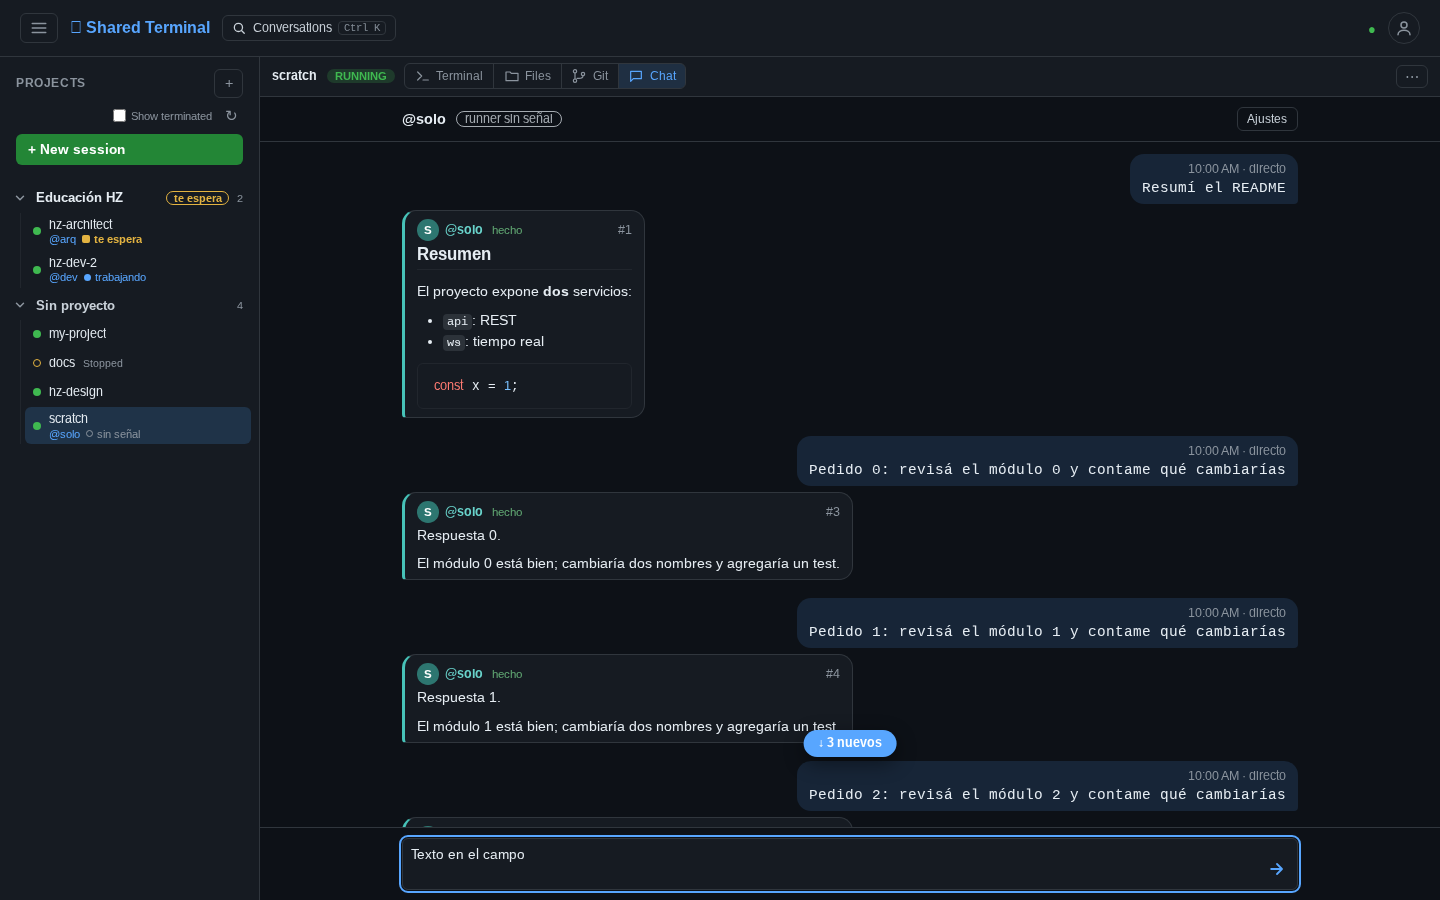 Shared Terminal
Conversations Ctrl K
PROJECTS
+
Show terminated ↻
+ New session
Educación HZ te espera 2
hz-architect
@arq te espera
hz-dev-2
@dev trabajando
Sin proyecto 4
my-project
docs Stopped
hz-design
scratch
@solo sin señal
scratch RUNNING Terminal Files Git Chat ...
@solo runner sin señal Ajustes
10:00 AM · directo
Resumí el README
S @solo hecho #1
Resumen
El proyecto expone dos servicios:
• api: REST
• ws: tiempo real
const x = 1;
10:00 AM · directo
Pedido 0: revisá el módulo 0 y contame qué cambiarías
S @solo hecho #3
Respuesta 0.
El módulo 0 está bien; cambiaría dos nombres y agregaría un test.
10:00 AM · directo
Pedido 1: revisá el módulo 1 y contame qué cambiarías
S @solo hecho #4
Respuesta 1.
El módulo 1 está bien; cambiaría dos nombres y agregaría un test.
↓ 3 nuevos
10:00 AM · directo
Pedido 2: revisá el módulo 2 y contame qué cambiarías
Texto en el campo